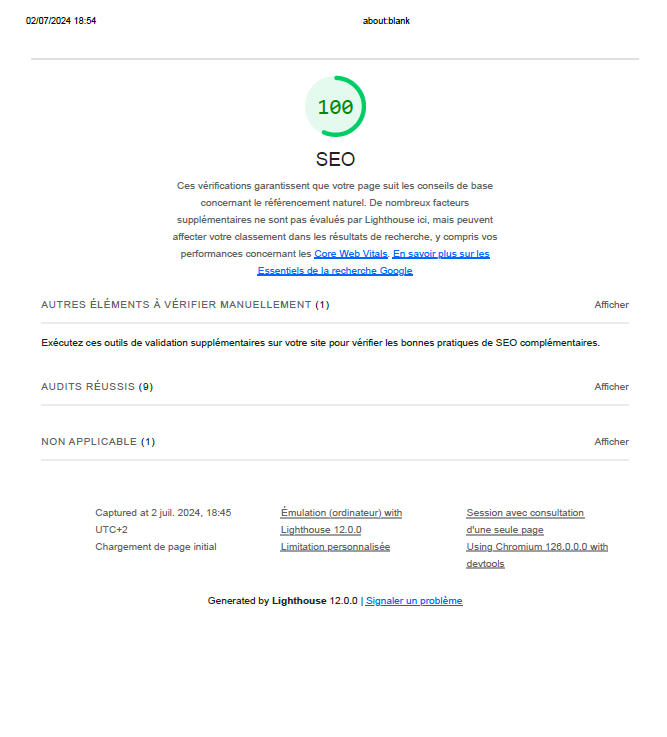 02/07/2024 18:54
about:blank
100
SEO
Ces vérifications garantissent que votre page suit les conseils de base
concernant le référencement naturel. De nombreux facteurs
supplémentaires ne sont pas évalués par Lighthouse ici, mais peuvent
affecter votre classement dans les résultats de recherche, y compris vos
performances concernant les Core Web Vitals. En savoir plus sur les
Essentiels de la recherche Google
AUTRES ÉLÉMENTS À VÉRIFIER MANUELLEMENT (1)
Afficher
Exécutez ces outils de validation supplémentaires sur votre site pour vérifier les bonnes pratiques de SEO complémentaires.
AUDITS RÉUSSIS (9)
Afficher
NON APPLICABLE (1)
Afficher
Captured at 2 juil. 2024, 18:45
UTC+2
Chargement de page initial
Émulation (ordinateur) with
Lighthouse 12.0.0
Limitation personnalisée
Session avec consultation
d'une seule page
Using Chromium 126.0.0.0 with
devtools
Generated by Lighthouse 12.0.0 | Signaler un problème